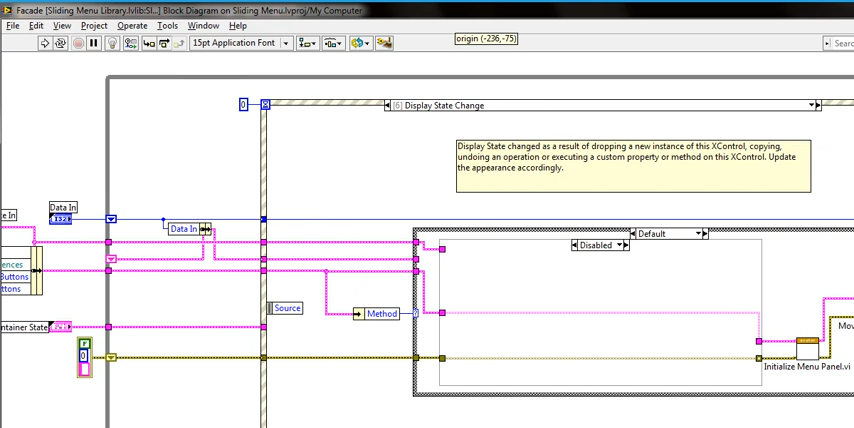 Facade [Sliding Menu Library.lvlib:Sl...] Block Diagram on Sliding Menu.lvproj/My Computer
File Edit View Project Operate Tools Window Help
15pt Application Font
origin (-236,-75)
Searc
0
[6] Display State Change
Display State changed as a result of dropping a new instance of this XControl, copying,
undoing an operation or executing a custom property or method on this XControl. Update
the appearance accordingly.
Data In
te In
Data In
Default
Disabled
ences
Buttons
ttons
Source
Method
ontainer State
Mov
F
0
Initialize Menu Panel.vi